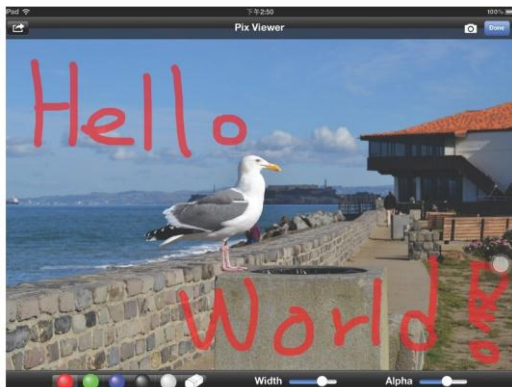 iPad 下午2:50 100%
Pix Viewer Done
Hello
World!
Width Alpha